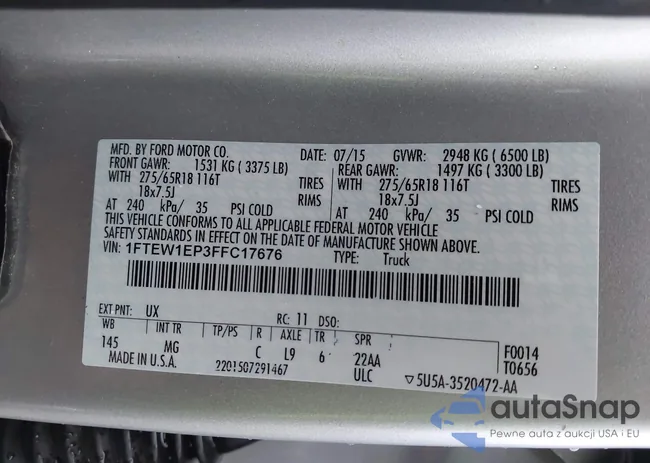 MFD. BY FORD MOTOR CO. 07/15 GVWR: 2948 KG ( 6500 LB)
FRONT GAWR: 1531 KG ( 3375 LB) REAR GAWR: 1497 KG ( 3300 LB)
WITH 275/65R18 116T TIRES WITH 275/65R18 116T TIRES
18x7.5J RIMS 18x7.5J RIMS
AT 240 kPa/ 35 PSI COLD AT 240 kPa/ 35 PSI COLD
THIS VEHICLE CONFORMS TO ALL APPLICABLE FEDERAL MOTOR VEHICLE
SAFETY STANDARDS IN EFFECT ON THE DATE OF MANUFACTURE SHOWN ABOVE.
VIN: 1FTEW1EP3FFC17676 TYPE: Truck
EXT PNT: UX RC: 11 DSO:
WB INT TR TP/PS R AXLE TR SPR F0014
145 MG C L9 6 22AA T0656
MADE IN U.S.A. 2201507291467 ULC ▽5U5A-3520472-AA
autaSnap
Pewne auta z aukcji USA i EU